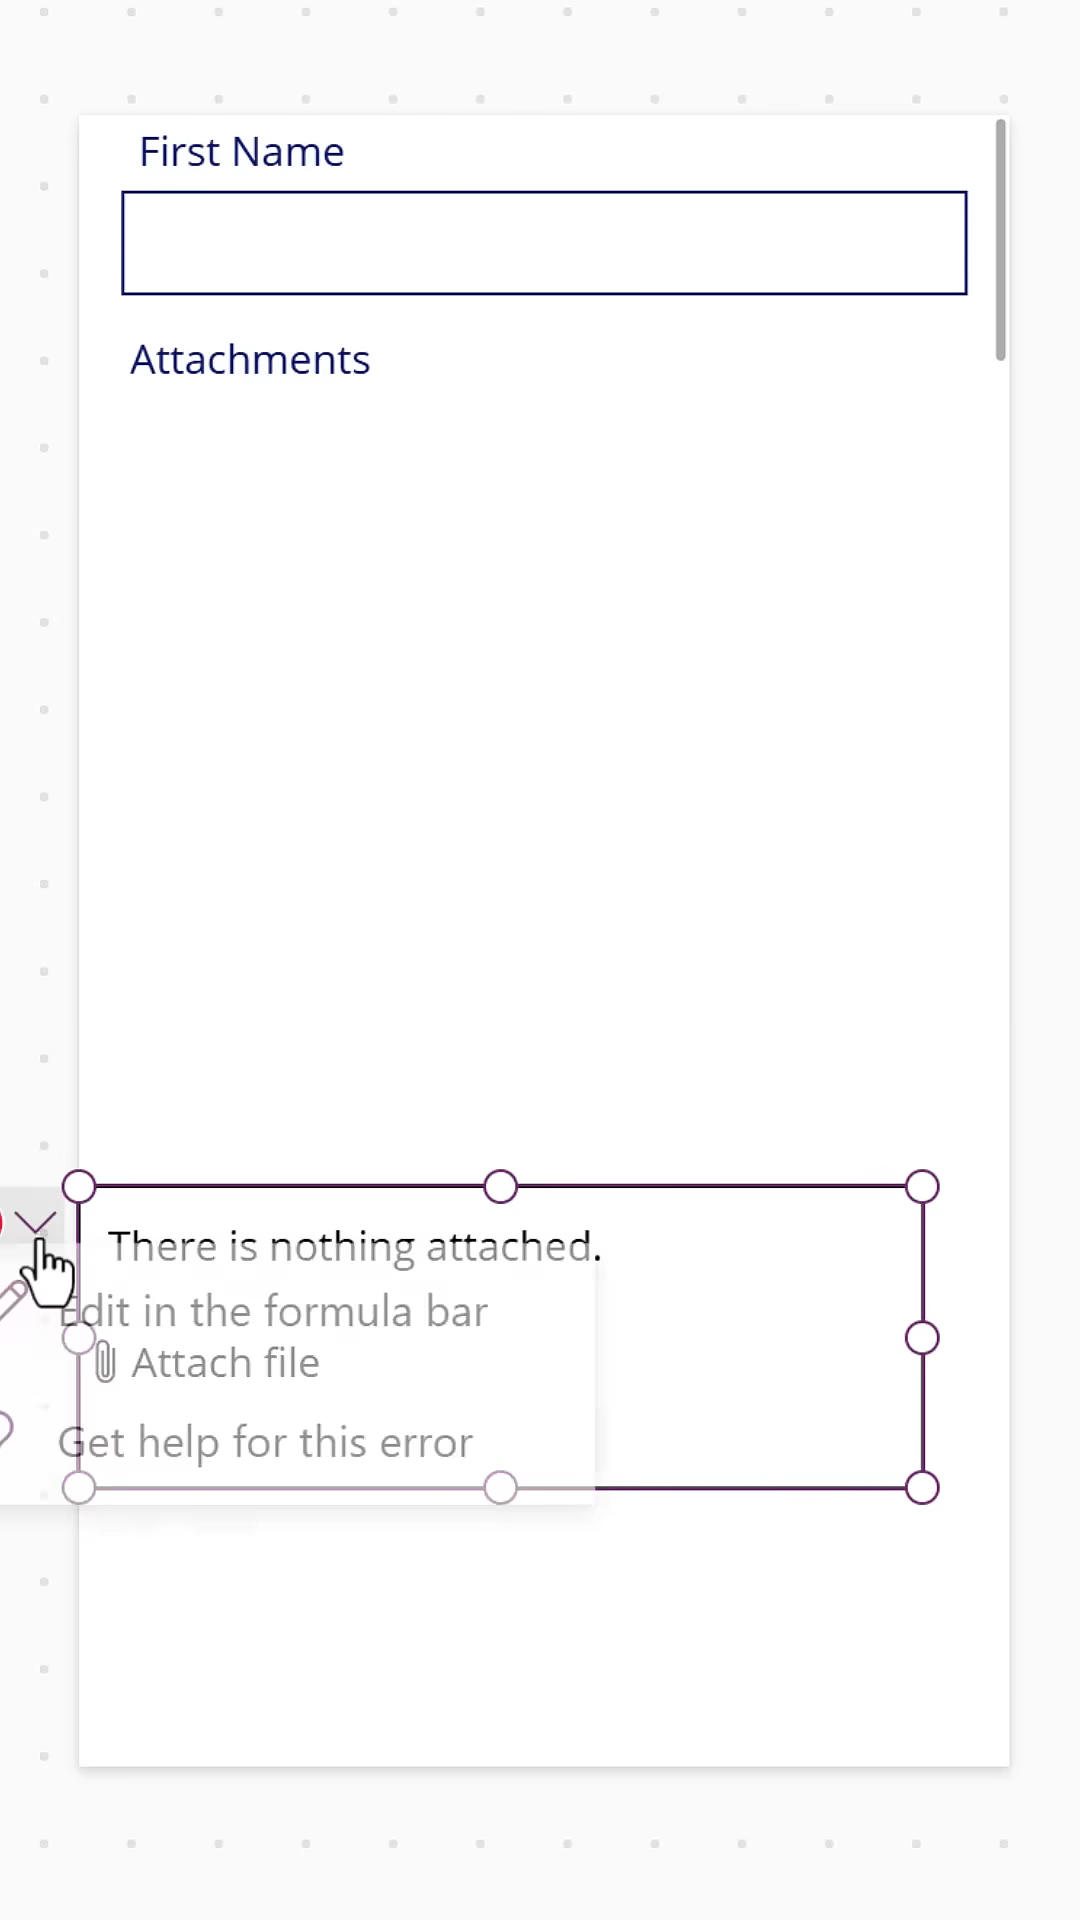 First Name
Attachments
There is nothing attached.
Edit in the formula bar
Attach file
Get help for this error